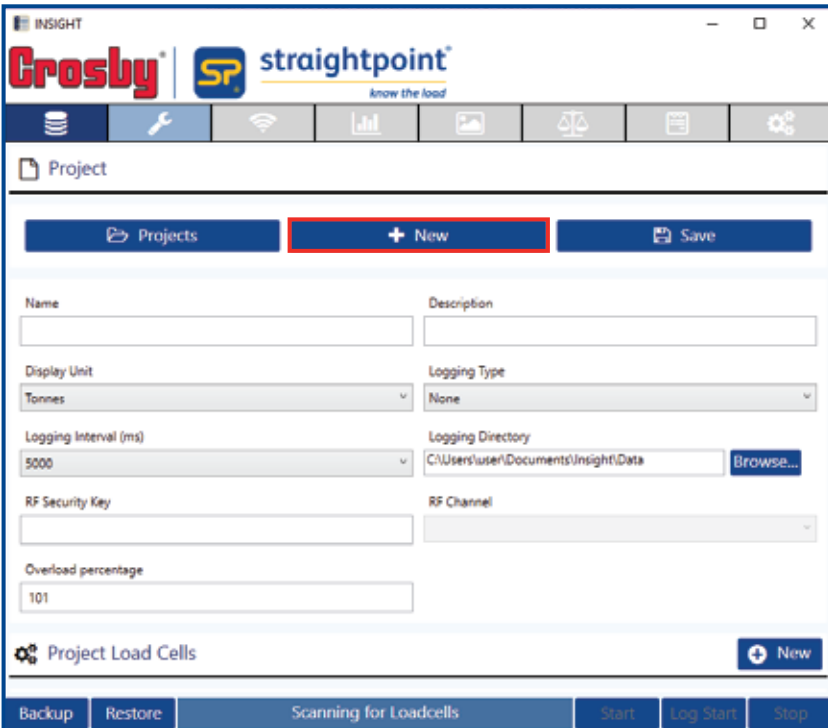 INSIGHT
Crosby
SP straightpoint
know the load
Project
Projects
New
Save
Name
Description
Display Unit
Logging Type
Tonnes
None
Logging Interval (ms)
Logging Directory
5000
C:\Users\user\Documents\Insight\Data
Browse...
RF Security Key
RF Channel
Overload percentage
101
Project Load Cells
New
Backup
Restore
Scanning for Loadcells
Start
Log Start
Stop